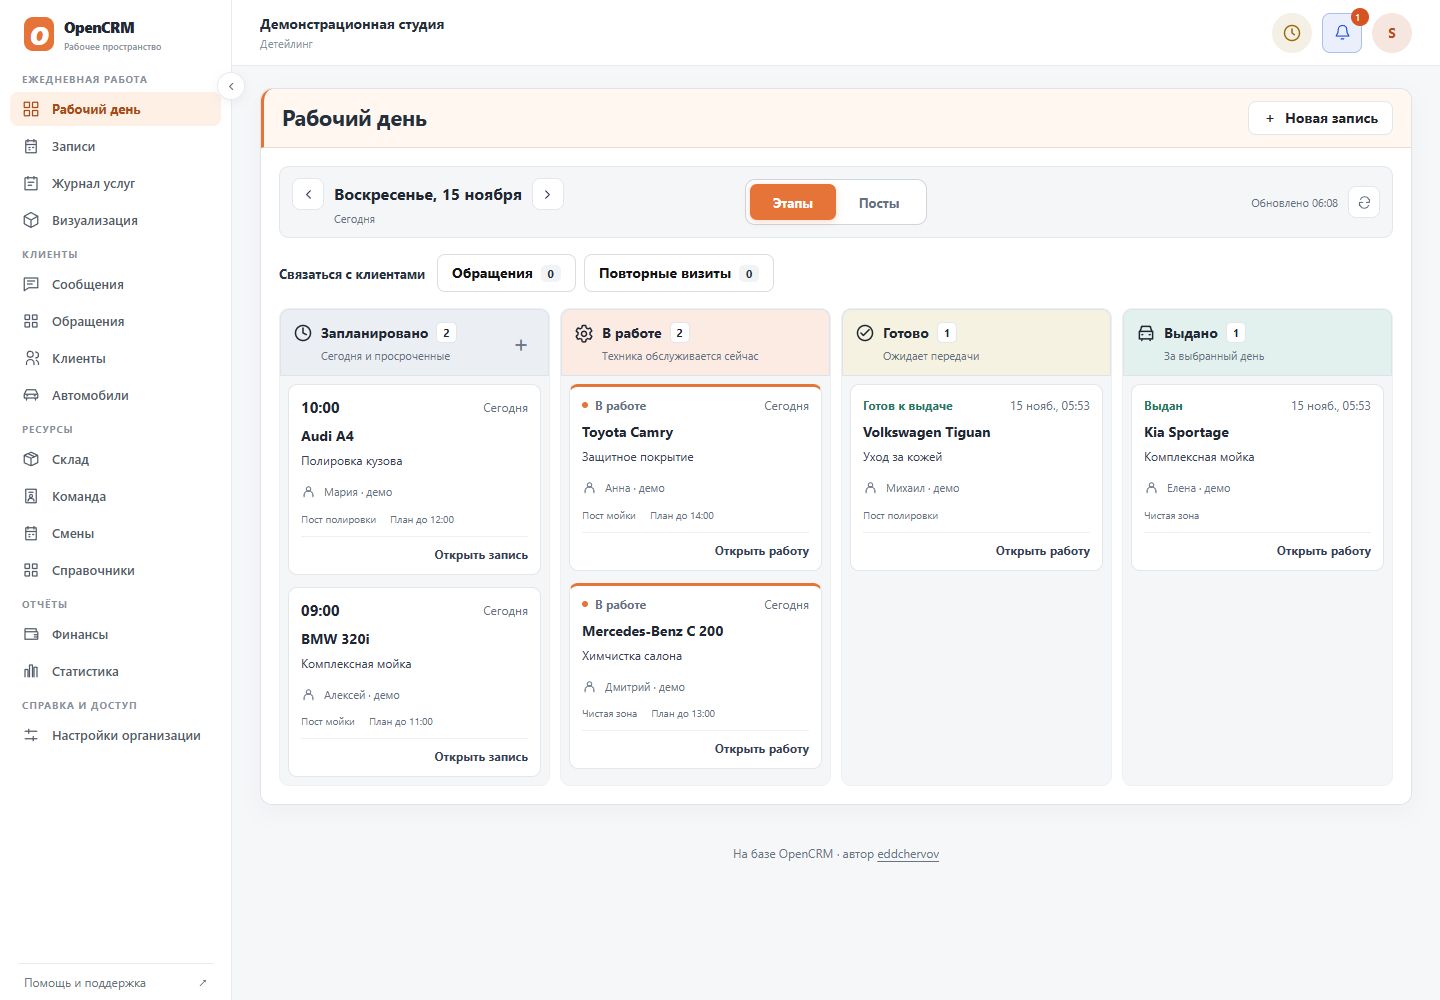 OpenCRM
Рабочее пространство
ЕЖЕДНЕВНАЯ РАБОТА
Рабочий день
Записи
Журнал услуг
Визуализация
КЛИЕНТЫ
Сообщения
Обращения
Клиенты
Автомобили
РЕСУРСЫ
Склад
Команда
Смены
Справочники
ОТЧЁТЫ
Финансы
Статистика
СПРАВКА И ДОСТУП
Настройки организации
Помощь и поддержка
Демонстрационная студия
Детейлинг
1
S
Рабочий день
+ Новая запись
Воскресенье, 15 ноября
Сегодня
Этапы
Посты
Обновлено 06:08
Связаться с клиентами
Обращения 0
Повторные визиты 0
Запланировано 2
Сегодня и просроченные
10:00 Сегодня
Audi A4
Полировка кузова
Мария · демо
Пост полировки План до 12:00
Открыть запись
09:00 Сегодня
BMW 320i
Комплексная мойка
Алексей · демо
Пост мойки План до 11:00
Открыть запись
В работе 2
Техника обслуживается сейчас
В работе Сегодня
Toyota Camry
Защитное покрытие
Анна · демо
Пост мойки План до 14:00
Открыть работу
В работе Сегодня
Mercedes-Benz C 200
Химчистка салона
Дмитрий · демо
Чистая зона План до 13:00
Открыть работу
Готово 1
Ожидает передачи
Готов к выдаче 15 нояб., 05:53
Volkswagen Tiguan
Уход за кожей
Михаил · демо
Пост полировки
Открыть работу
Выдано 1
За выбранный день
Выдан 15 нояб., 05:53
Kia Sportage
Комплексная мойка
Елена · демо
Чистая зона
Открыть работу
На базе OpenCRM · автор eddchervov